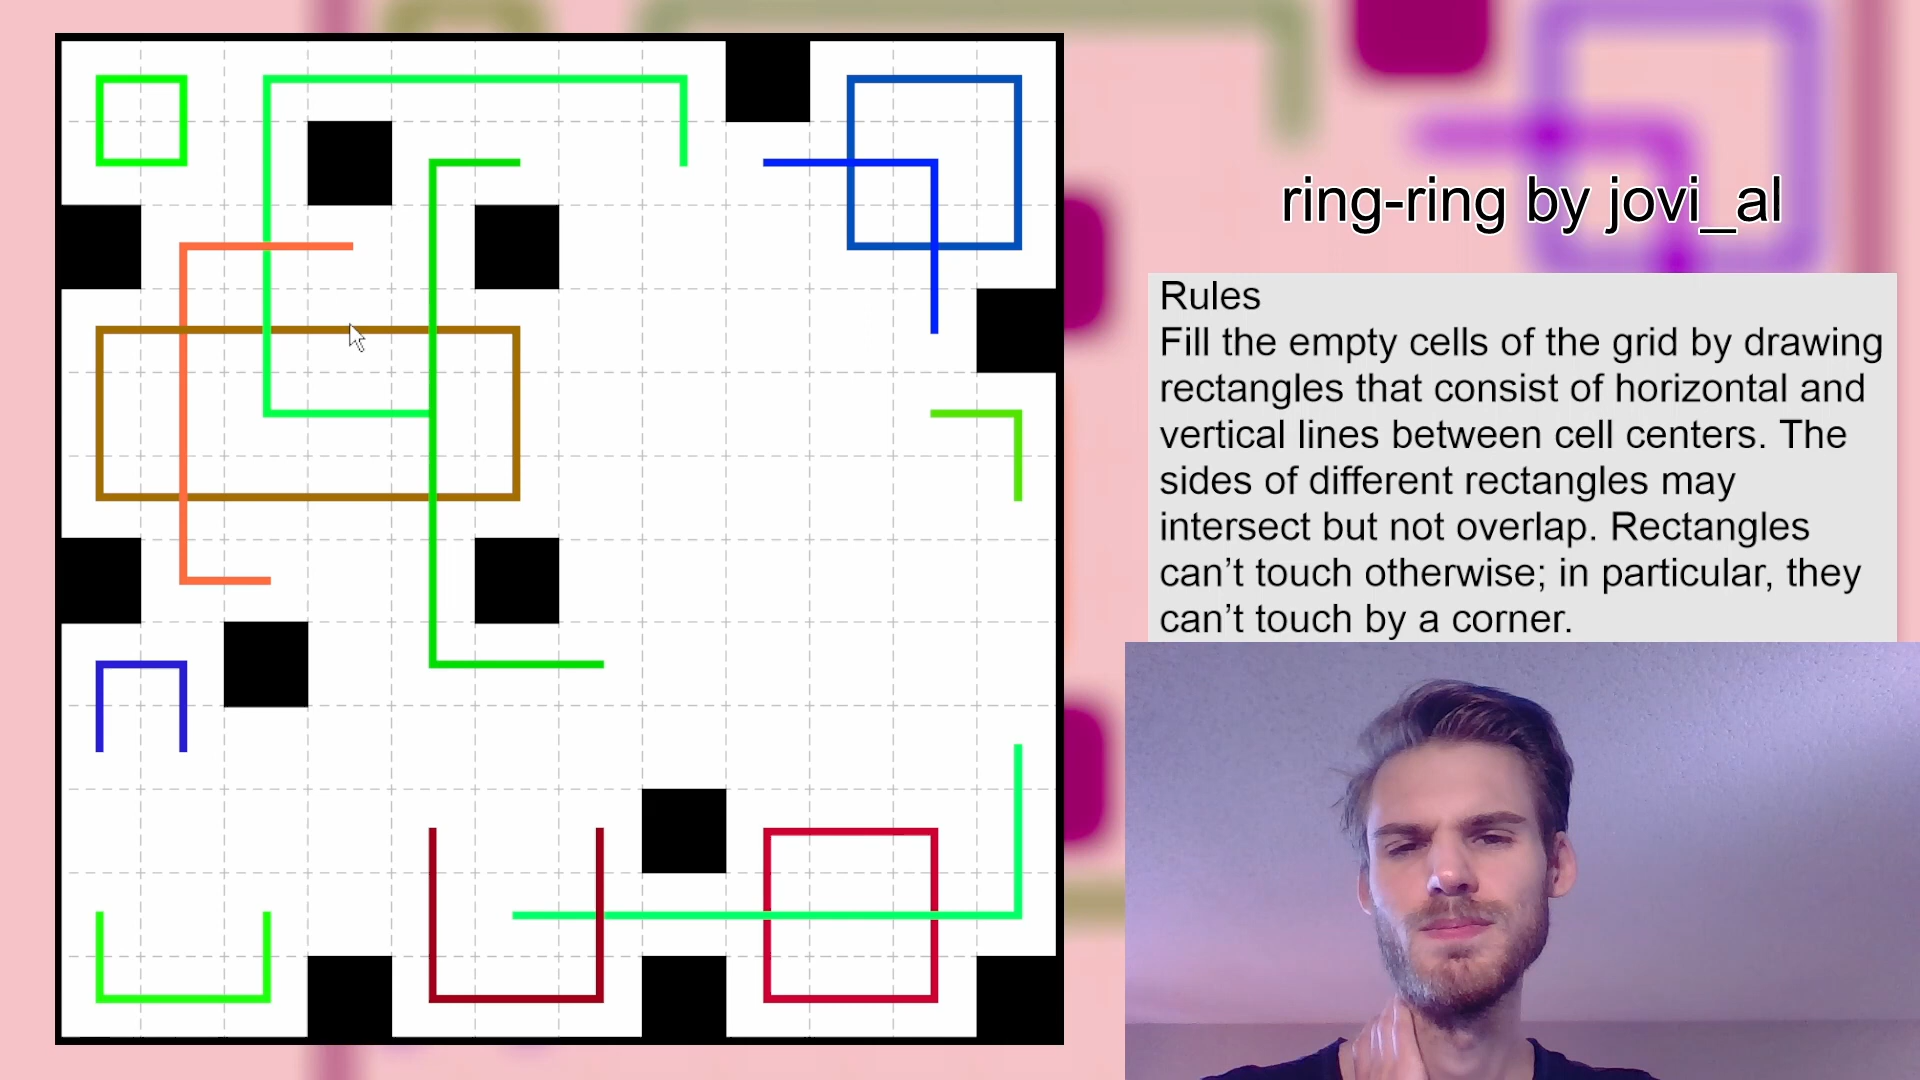 ring-ring by jovi_al
Rules
Fill the empty cells of the grid by drawing
rectangles that consist of horizontal and
vertical lines between cell centers. The
sides of different rectangles may
intersect but not overlap. Rectangles
can’t touch otherwise; in particular, they
can’t touch by a corner.